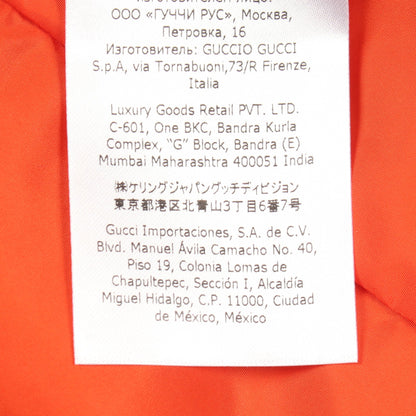 ООО «ГУЧЧИ РУС», Москва,
Петровка, 16
Изготовитель: GUCCIO GUCCI
S.p.A, via Tornabuoni,73/R Firenze,
Italia
Luxury Goods Retail PVT. LTD.
C-601, One BKC, Bandra Kurla
Complex, “G” Block, Bandra (E)
Mumbai Maharashtra 400051 India
㈱ケリングジャパングッチディビジョン
東京都港区北青山3丁目6番7号
Gucci Importaciones, S.A. de C.V.
Blvd. Manuel Ávila Camacho No. 40,
Piso 19, Colonia Lomas de
Chapultepec, Sección I, Alcaldía
Miguel Hidalgo, C.P. 11000, Ciudad
de México, México